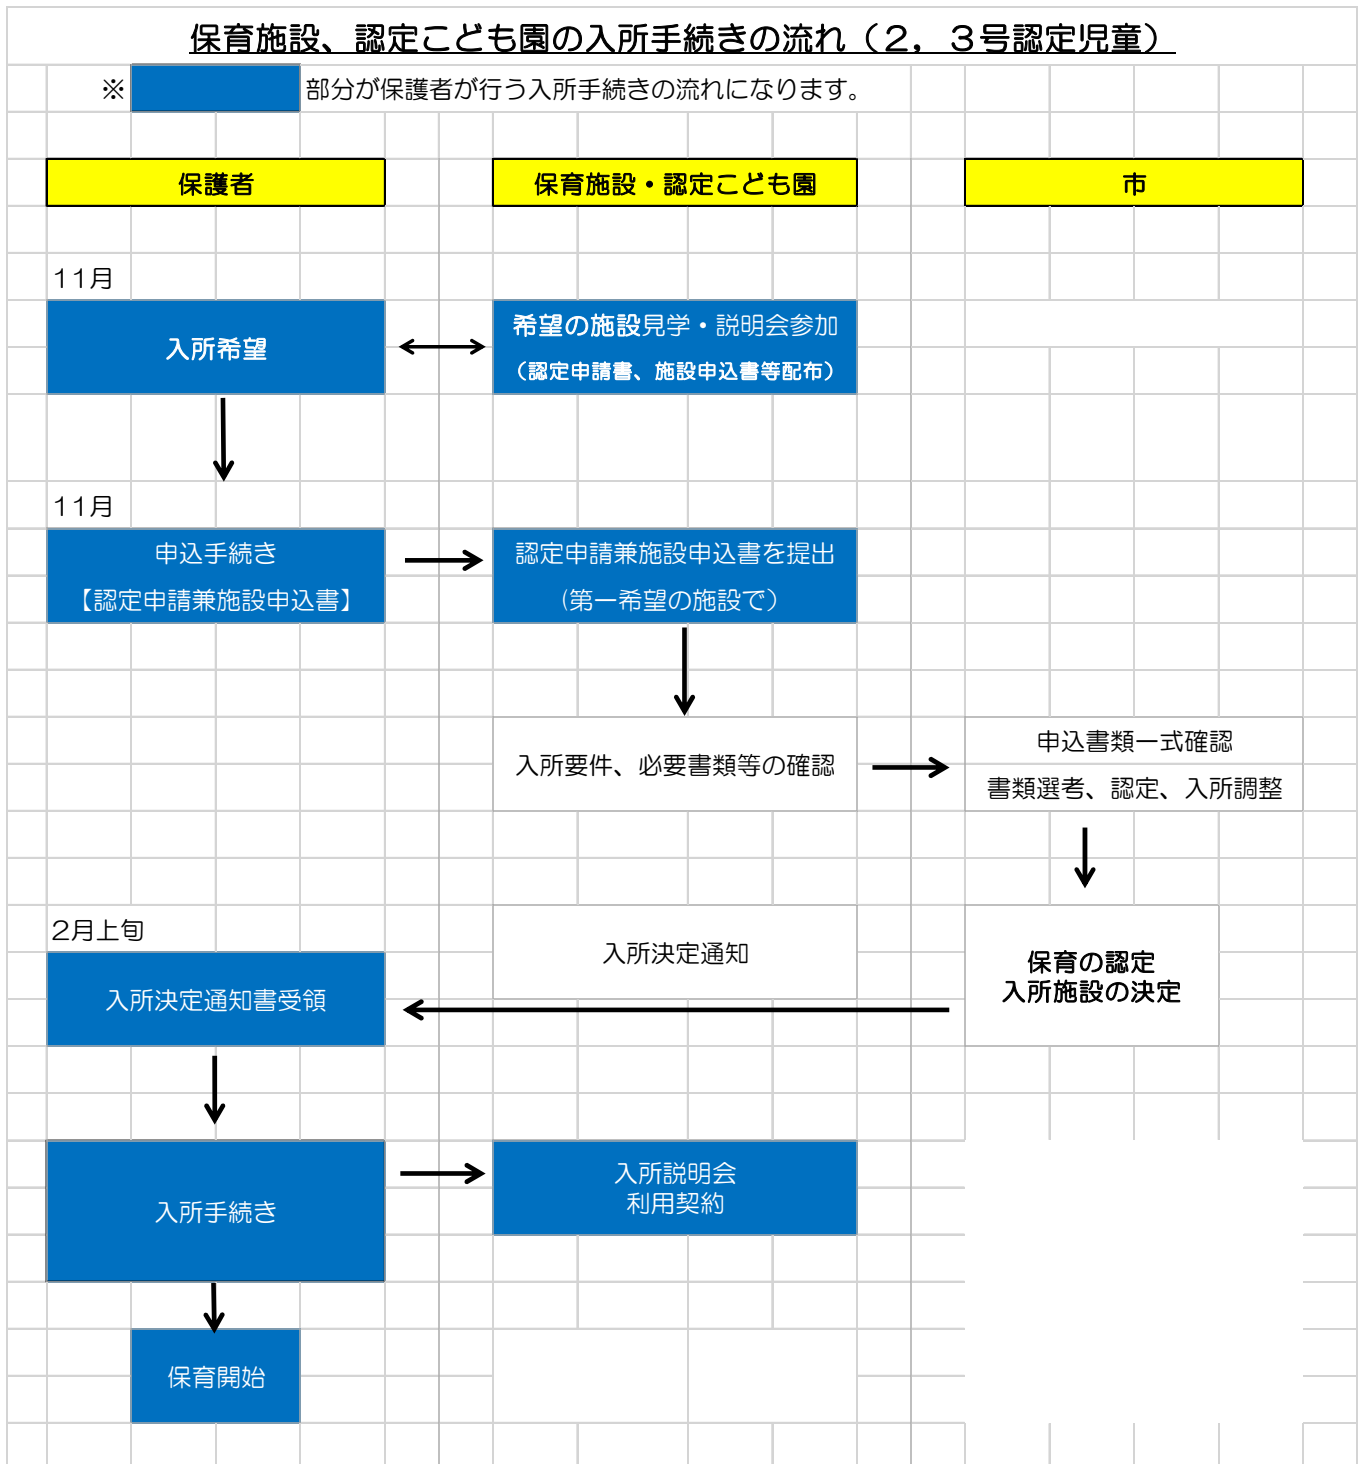 保育施設、認定こども園の入所手続きの流れ（２，３号認定児童）
※ 部分が保護者が行う入所手続きの流れになります。
保護者
保育施設・認定こども園
市
11月
入所希望
希望の施設見学・説明会参加
（認定申請書、施設申込書等配布）
11月
申込手続き
【認定申請兼施設申込書】
認定申請兼施設申込書を提出
(第一希望の施設で）
入所要件、必要書類等の確認
申込書類一式確認
書類選考、認定、入所調整
2月上旬
入所決定通知書受領
入所決定通知
保育の認定
入所施設の決定
入所手続き
入所説明会
利用契約
保育開始